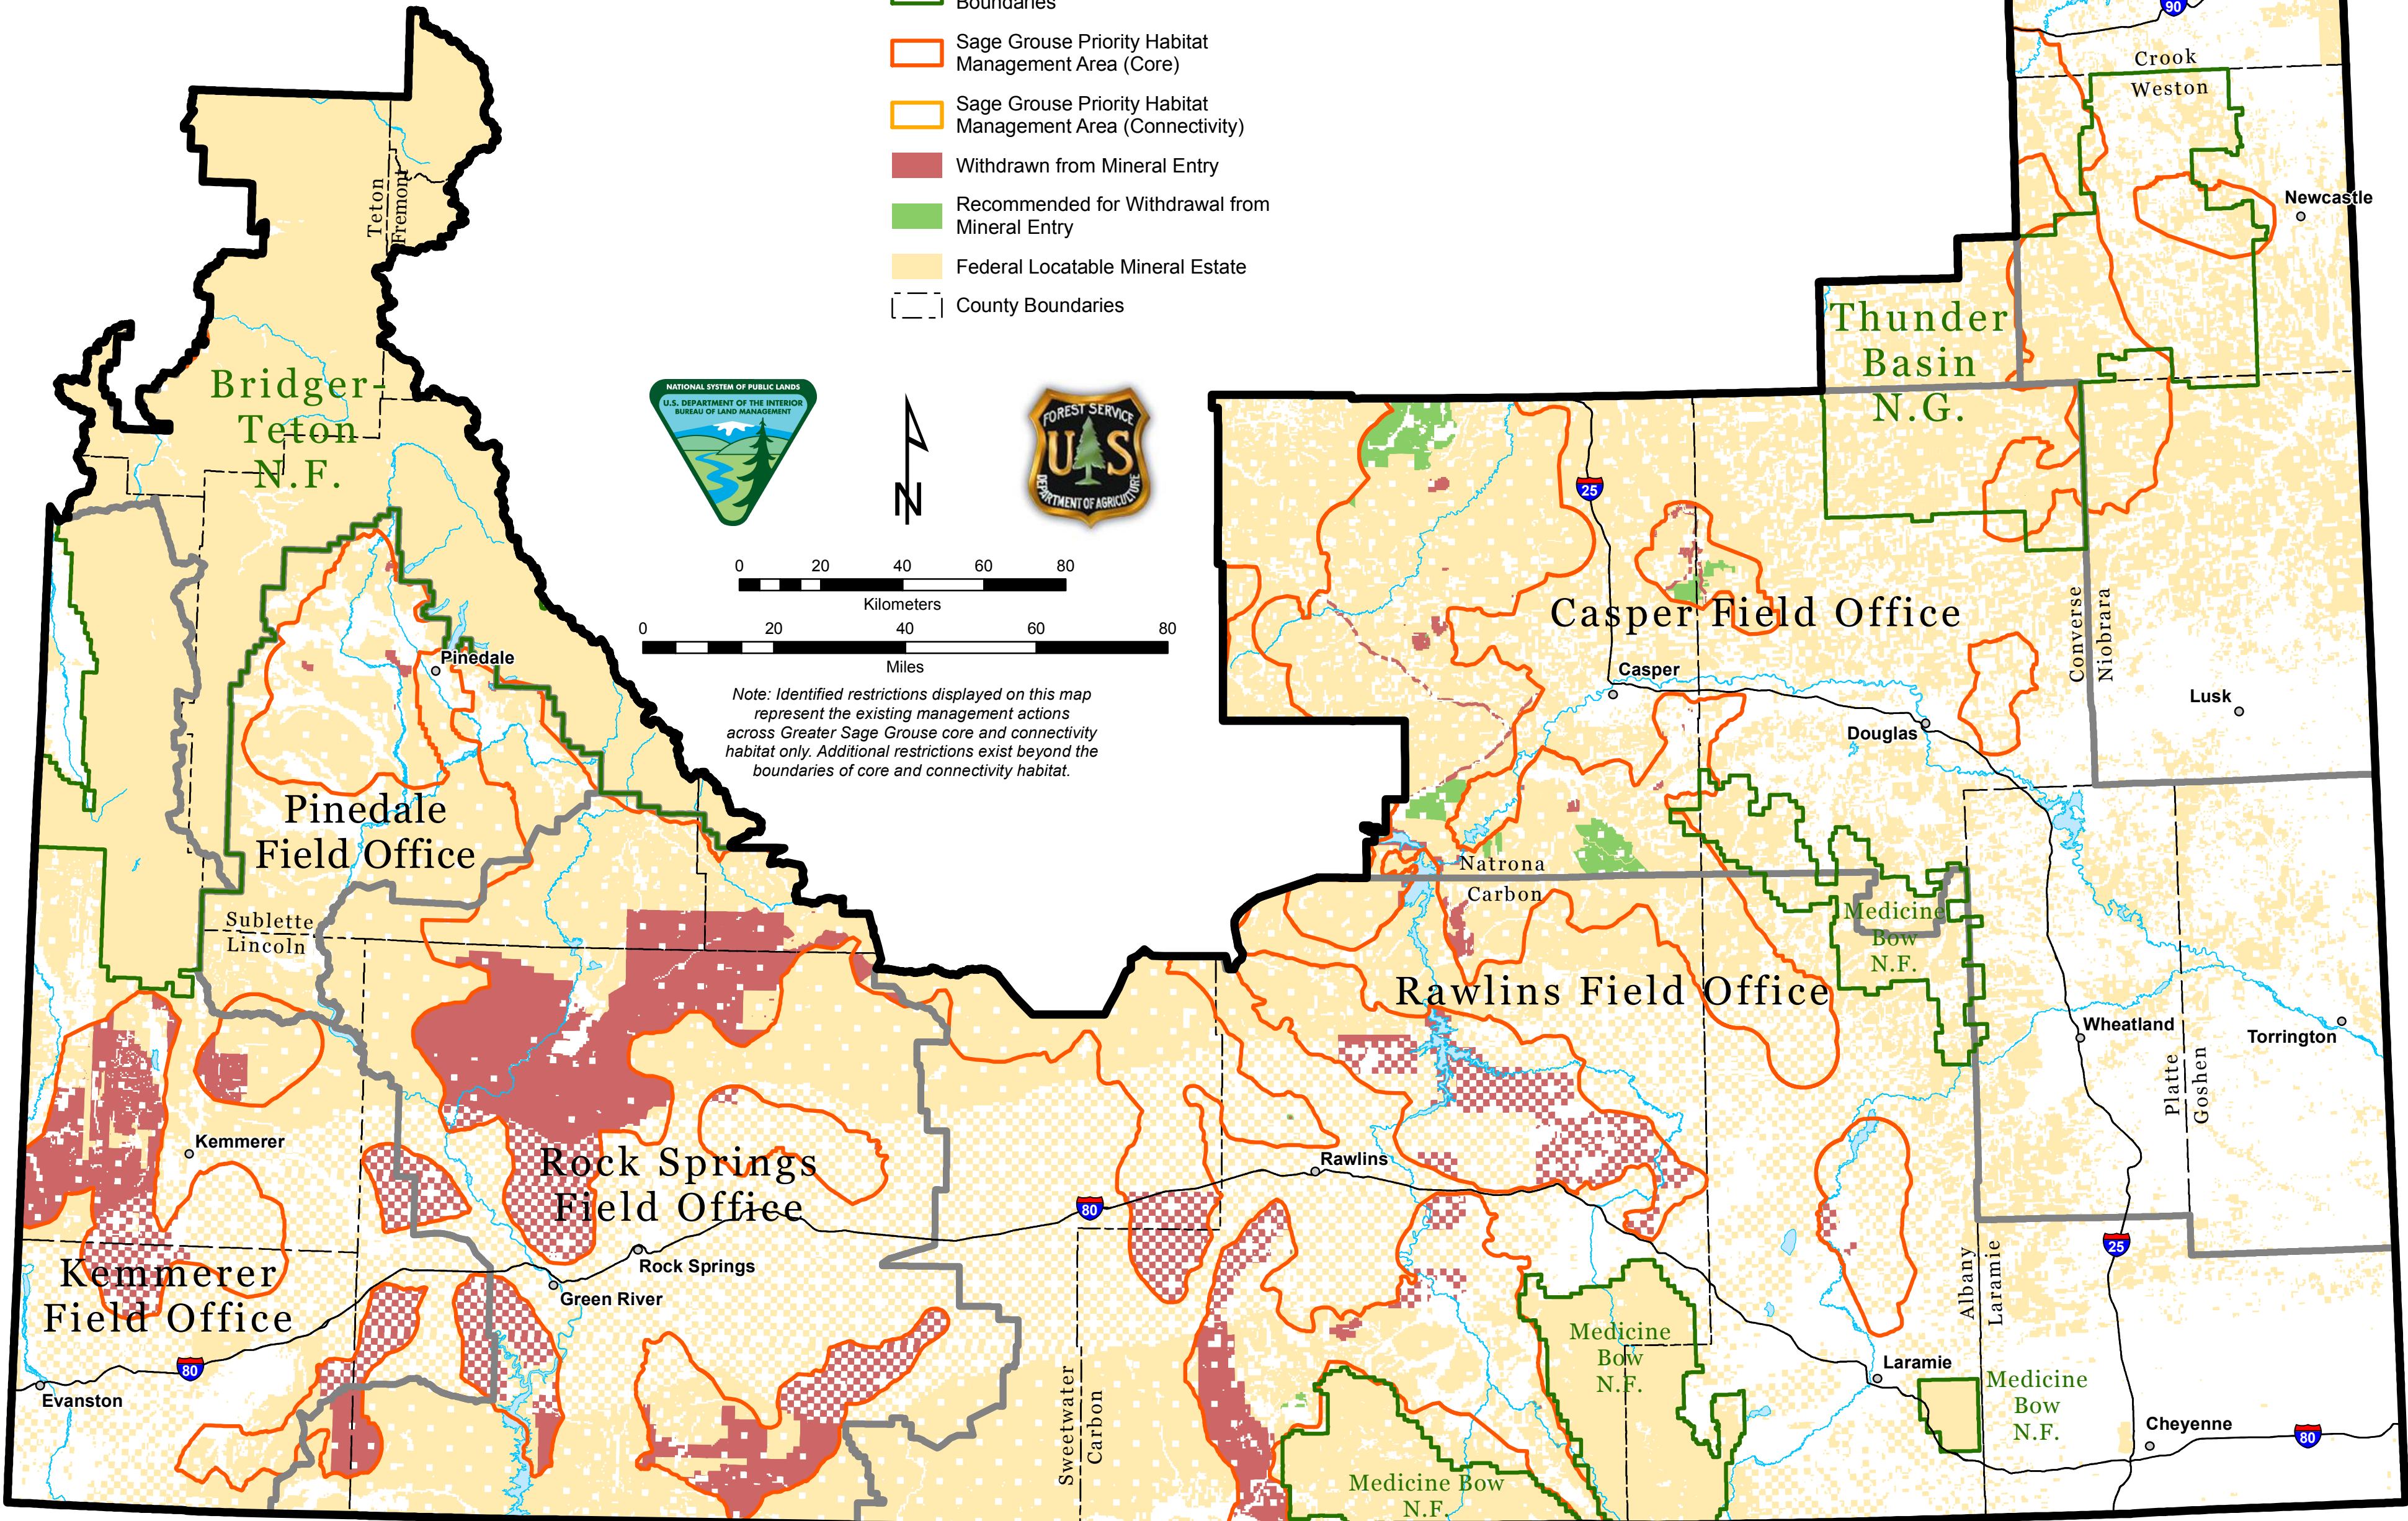 Boundaries
Sage Grouse Priority Habitat
Management Area (Core)
Sage Grouse Priority Habitat
Management Area (Connectivity)
Withdrawn from Mineral Entry
Recommended for Withdrawal from
Mineral Entry
Federal Locatable Mineral Estate
County Boundaries
90
Crook
Weston
Newcastle
Teton
Fremont
Thunder
Basin
N.G.
Bridger-
Teton
N.F.
NATIONAL SYSTEM OF PUBLIC LANDS
U.S. DEPARTMENT OF THE INTERIOR
BUREAU OF LAND MANAGEMENT
N
FOREST SERVICE
U S
DEPARTMENT OF AGRICULTURE
0 20 40 60 80
Kilometers
0 20 40 60 80
Miles
Note: Identified restrictions displayed on this map
represent the existing management actions
across Greater Sage Grouse core and connectivity
habitat only. Additional restrictions exist beyond the
boundaries of core and connectivity habitat.
25
Casper Field Office
Converse
Niobrara
Pinedale
Casper
Lusk
Douglas
Pinedale
Field Office
Natrona
Carbon
Medicine
Bow
N.F.
Sublette
Lincoln
Rawlins Field Office
Wheatland
Torrington
Platte
Goshen
Kemmerer
Rock Springs
Field Office
Rawlins
80
25
Kemmerer
Field Office
Rock Springs
Green River
Albany
Laramie
Medicine
Bow
N.F.
80
Evanston
Laramie
Medicine
Bow
N.F.
Sweetwater
Carbon
Cheyenne
80
Medicine Bow
N.F.